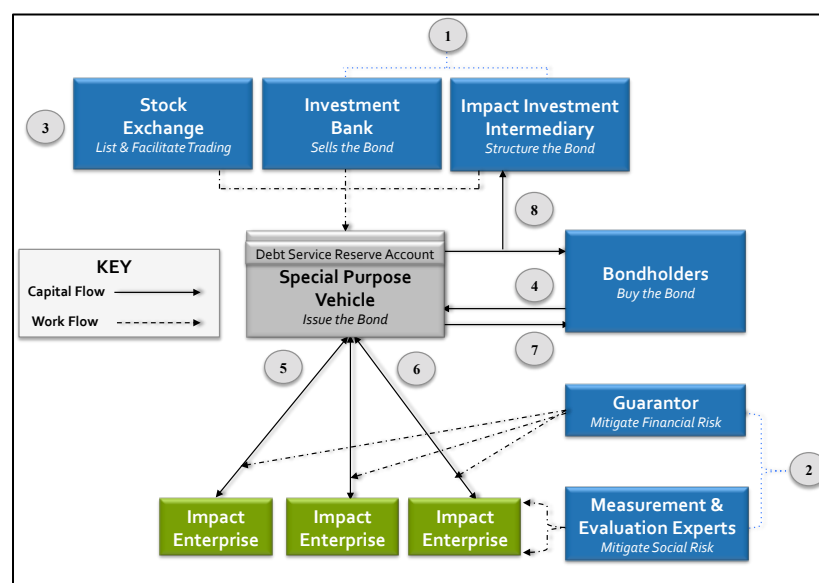 1
Stock
Exchange
List & Facilitate Trading
Investment
Bank
Sells the Bond
Impact Investment
Intermediary
Structure the Bond
3
8
KEY
Capital Flow
Work Flow
Debt Service Reserve Account
Special Purpose
Vehicle
Issue the Bond
4
7
Bondholders
Buy the Bond
5
6
Guarantor
Mitigate Financial Risk
2
Impact
Enterprise
Impact
Enterprise
Impact
Enterprise
Measurement &
Evaluation Experts
Mitigate Social Risk